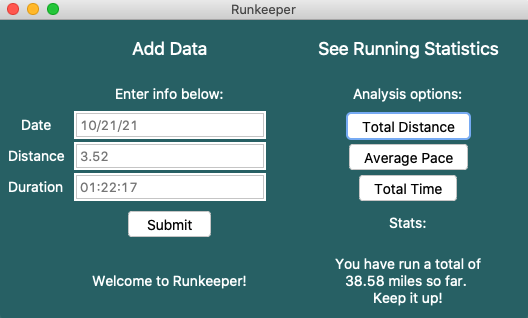 Runkeeper
Add Data
Enter info below:
Date
10/21/21
Distance
3.52
Duration
01:22:17
Submit
Welcome to Runkeeper!
See Running Statistics
Analysis options:
Total Distance
Average Pace
Total Time
Stats:
You have run a total of
38.58 miles so far.
Keep it up!